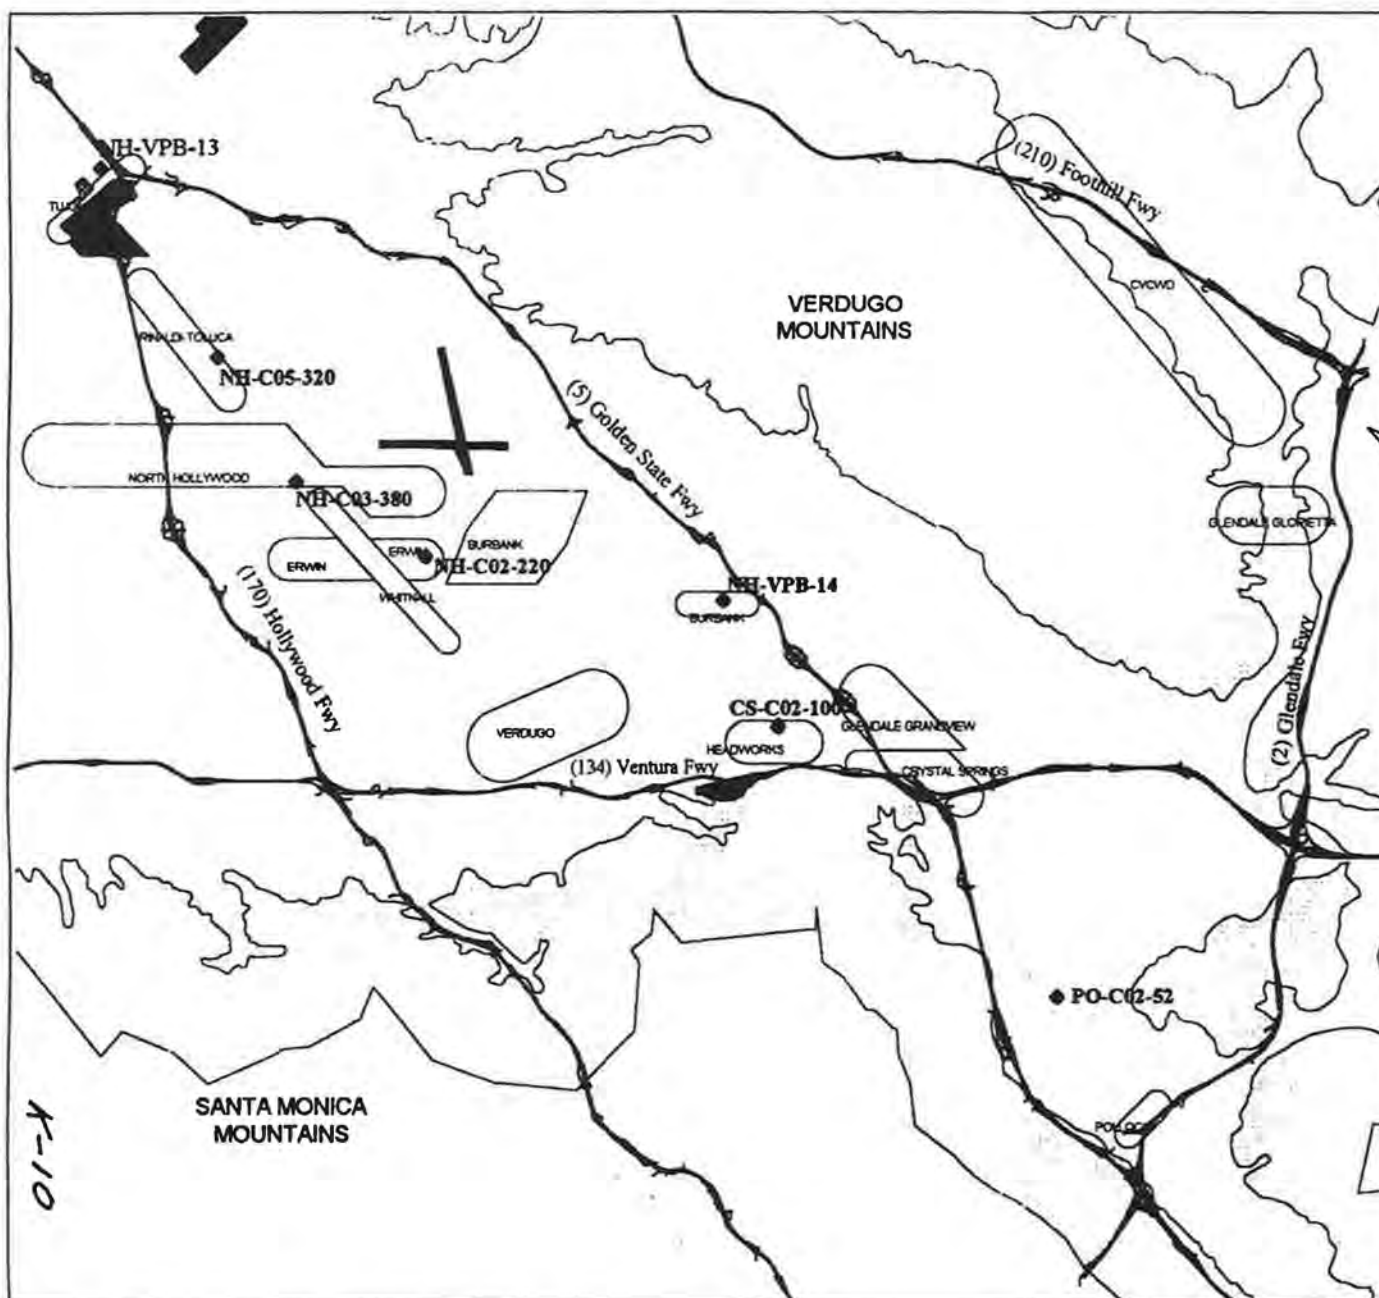 NH-VPB-13
(210) Foothill Fwy
CVCWD
VERDUGO
MOUNTAINS
RINALDI-TOLUCA
NH-C05-320
(5) Golden State Fwy
NORTH HOLLYWOOD
NH-C03-380
GLENDALE GLORIETTA
BURBANK
ERWIN
ERWIN
NH-C02-220
WHITNALL
(170) Hollywood Fwy
NH-VPB-14
BURBANK
(2) Glendale Fwy
CS-C02-100
GLENDALE GRANDVIEW
VERDUGO
HEADWORKS
(134) Ventura Fwy
CRYSTAL SPRINGS
PO-C02-52
SANTA MONICA
MOUNTAINS
POLLOCK
K-10